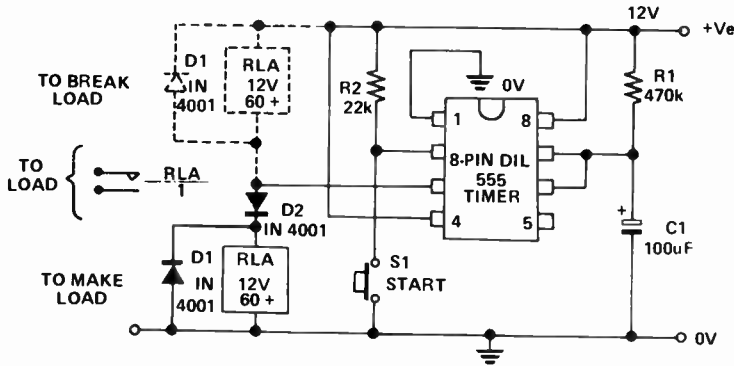 12V
+Ve
D1
IN
4001
RLA
12V
60 +
TO BREAK
LOAD
R2
22k
0V
R1
470k
1
8
8-PIN DIL
555
TIMER
4
5
TO
LOAD
RLA
1
D2
IN 4001
+
C1
100uF
D1
IN
4001
RLA
12V
60 +
S1
START
TO MAKE
LOAD
0V